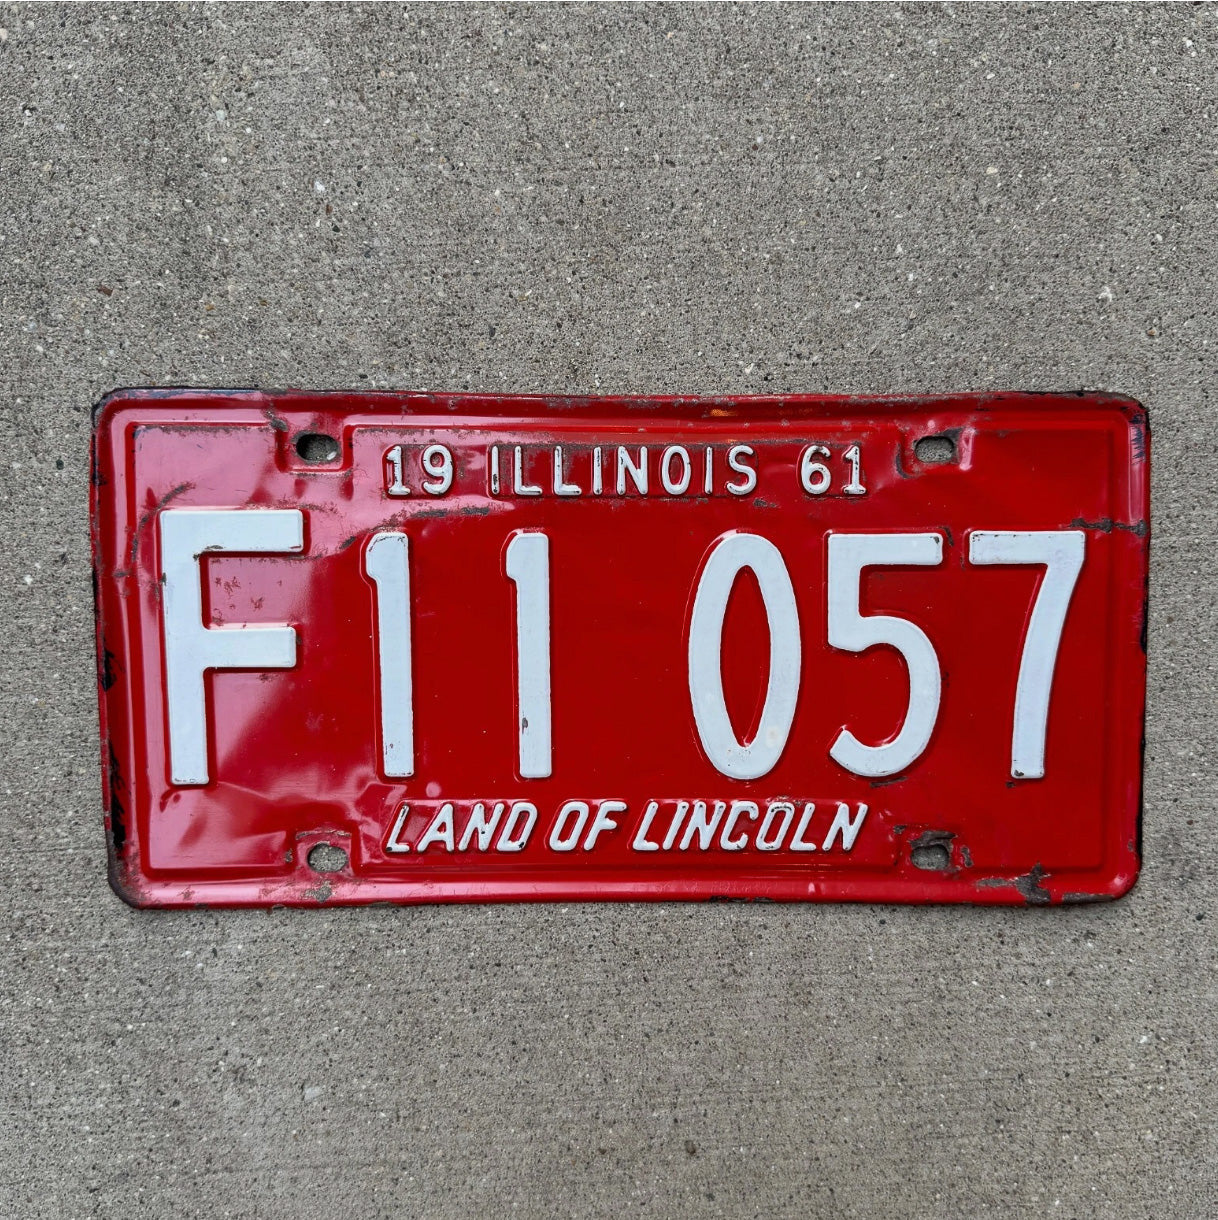 19 ILLINOIS 61
F11 057
LAND OF LINCOLN